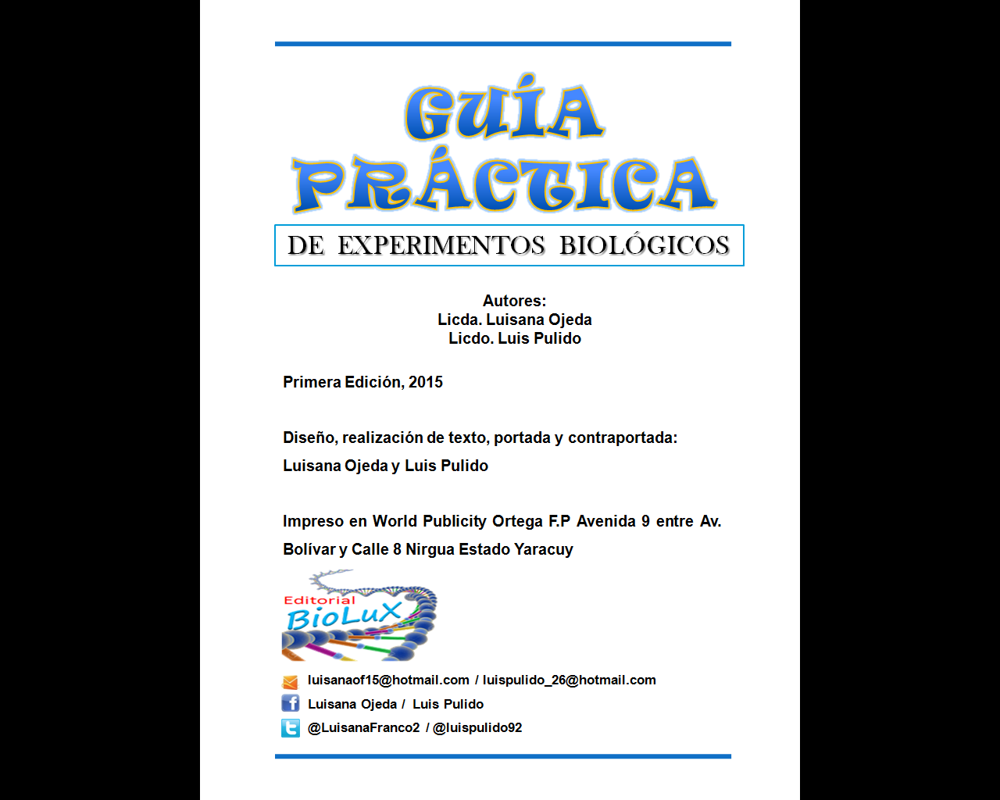 GUÍA
PRÁCTICA
DE EXPERIMENTOS BIOLÓGICOS
Autores:
Licda. Luisana Ojeda
Licdo. Luis Pulido
Primera Edición, 2015
Diseño, realización de texto, portada y contraportada:
Luisana Ojeda y Luis Pulido
Impreso en World Publicity Ortega F.P Avenida 9 entre Av.
Bolívar y Calle 8 Nirgua Estado Yaracuy
Editorial
BioLuX
luisanaof15@hotmail.com / luispulido_26@hotmail.com
Luisana Ojeda / Luis Pulido
@LuisanaFranco2 / @luispulido92